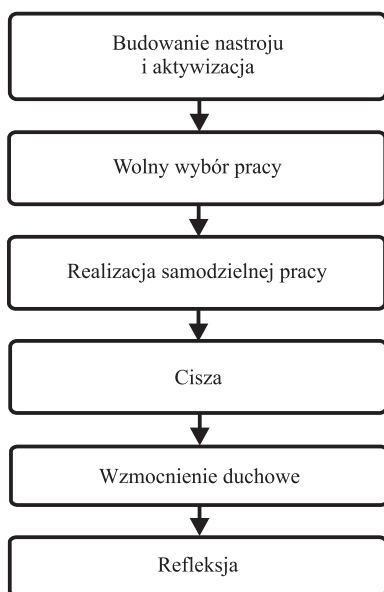 Budowanie nastroju
i aktywizacja
Wolny wybór pracy
Realizacja samodzielnej pracy
Cisza
Wzmocnienie duchowe
Refleksja